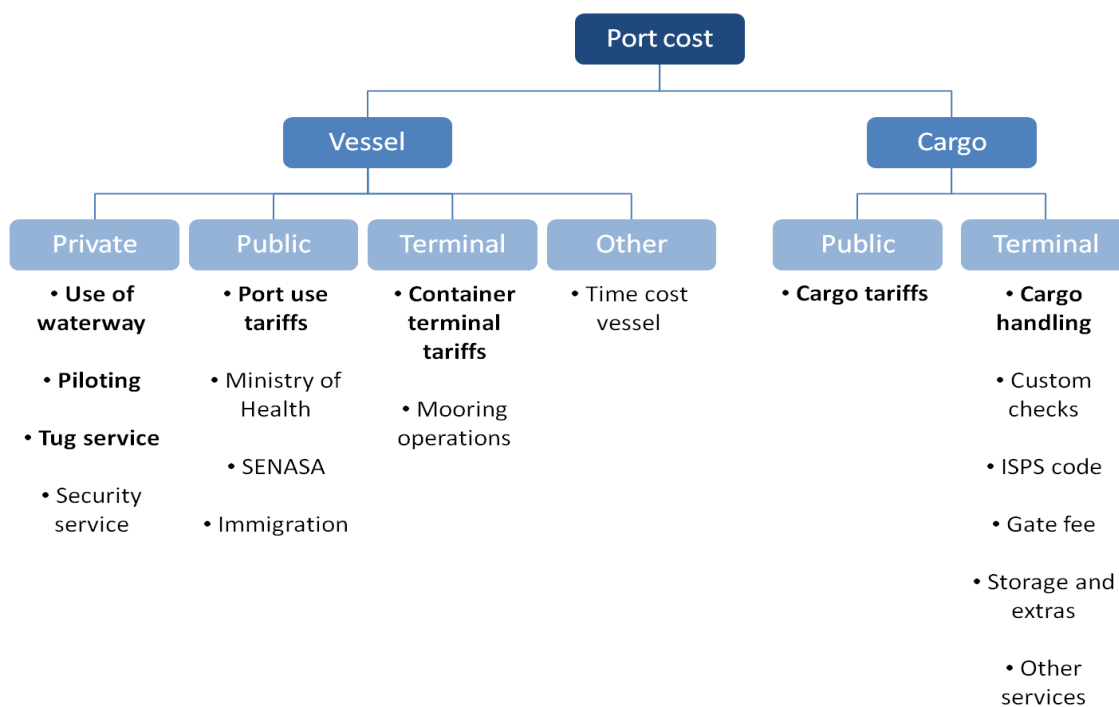 Port cost
Vessel
Cargo
Private
Public
Terminal
Other
Public
Terminal
• Use of
waterway
• Piloting
• Tug service
• Security
service
• Port use
tariffs
• Ministry of
Health
• SENASA
• Immigration
• Container
terminal
tariffs
• Mooring
operations
• Time cost
vessel
• Cargo tariffs
• Cargo
handling
• Custom
checks
• ISPS code
• Gate fee
• Storage and
extras
• Other
services